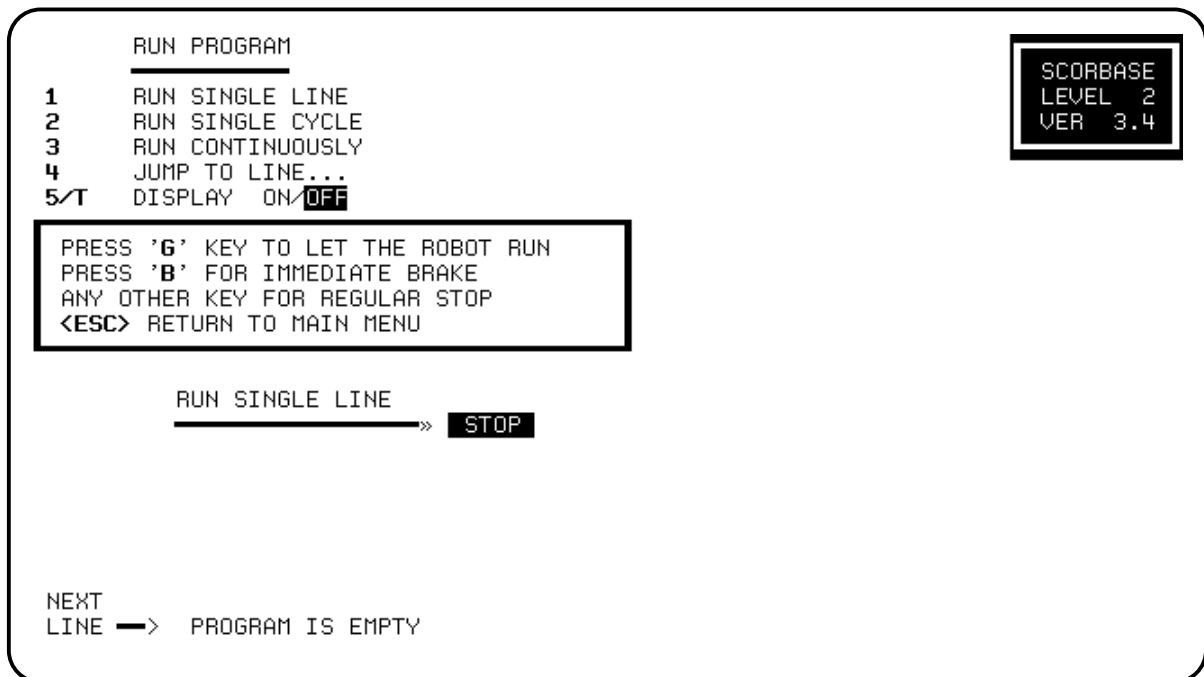 RUN PROGRAM
SCORBASE
LEVEL 2
VER 3.4
1 RUN SINGLE LINE
2 RUN SINGLE CYCLE
3 RUN CONTINUOUSLY
4 JUMP TO LINE...
5/T DISPLAY ON/OFF
PRESS 'G' KEY TO LET THE ROBOT RUN
PRESS 'B' FOR IMMEDIATE BRAKE
ANY OTHER KEY FOR REGULAR STOP
<ESC> RETURN TO MAIN MENU
RUN SINGLE LINE
» STOP
NEXT
LINE —> PROGRAM IS EMPTY